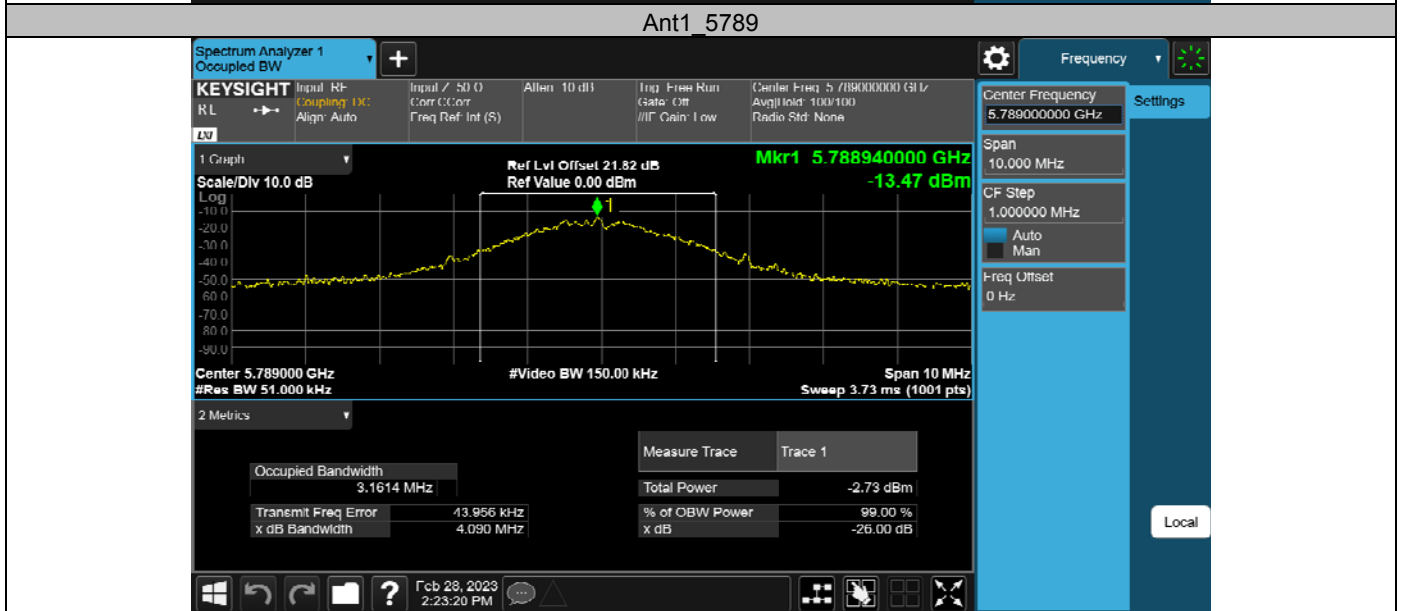 Ant1_5789
Spectrum Analyzer 1
Occupied BW
Frequency
KEYSIGHT
RL
LXI
Input: RF
Coupling: DC
Align: Auto
Input Z: 50 Ω
Corr CCorr
Freq Ref: Int (S)
Atten: 10 dB
Trig: Free Run
Gate: Off
#IF Gain: Low
Center Freq: 5.789000000 GHz
Avg|Hold: 100/100
Radio Std: None
Center Frequency
5.789000000 GHz
Settings
Span
10.000 MHz
CF Step
1.000000 MHz
Auto
Man
Freq Offset
0 Hz
1 Graph
Scale/Div 10.0 dB
Ref Lvl Offset 21.82 dB
Ref Value 0.00 dBm
Mkr1 5.788940000 GHz
-13.47 dBm
Log
1
-10.0
-20.0
-30.0
-40.0
-50.0
-60.0
-70.0
-80.0
-90.0
Center 5.789000 GHz
#Video BW 150.00 kHz
Span 10 MHz
#Res BW 51.000 kHz
Sweep 3.73 ms (1001 pts)
2 Metrics
Measure Trace Trace 1
Occupied Bandwidth
3.1614 MHz
Total Power -2.73 dBm
Transmit Freq Error 43.956 kHz
% of OBW Power 99.00 %
x dB Bandwidth 4.090 MHz
x dB -26.00 dB
Local
Feb 28, 2023
2:23:20 PM